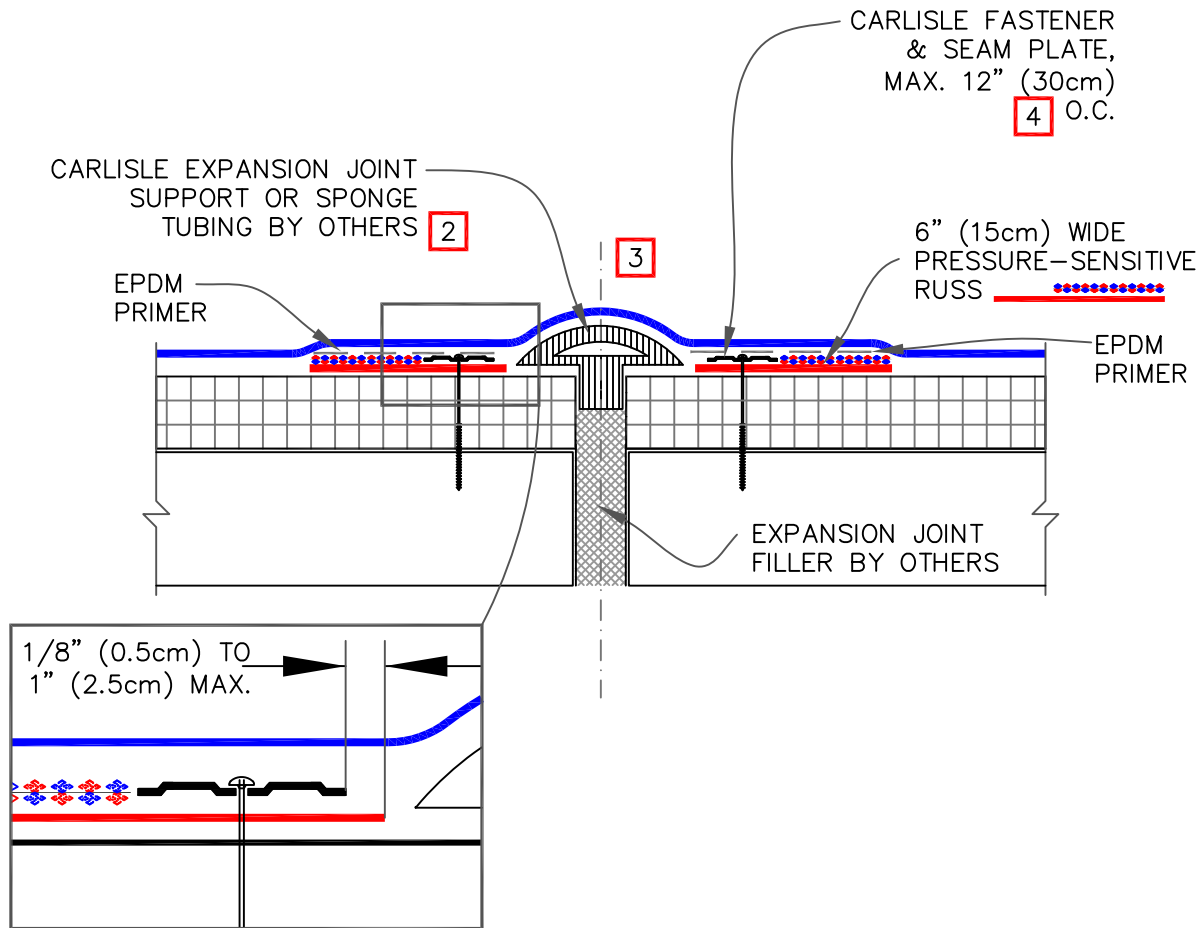 CARLISLE FASTENER
& SEAM PLATE,
MAX. 12” (30cm)
4 O.C.
CARLISLE EXPANSION JOINT
SUPPORT OR SPONGE
TUBING BY OTHERS 2
3
6” (15cm) WIDE
PRESSURE–SENSITIVE
RUSS
EPDM
PRIMER
EPDM
PRIMER
EXPANSION JOINT
FILLER BY OTHERS
1/8” (0.5cm) TO
1” (2.5cm) MAX.